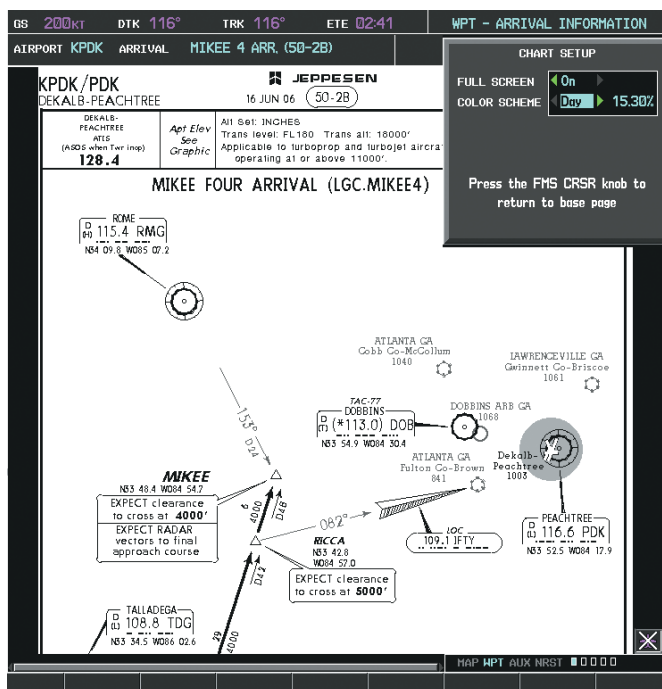 GS 200KT DTK 116° TRK 116° ETE 02:41
WPT - ARRIVAL INFORMATION
AIRPORT KPDK ARRIVAL MIKEE 4 ARR. (50-2B)
CHART SETUP
FULL SCREEN On
COLOR SCHEME Day 15.30%
Press the FMS CRSR knob to
return to base page
KPDK/PDK
DEKALB-PEACHTREE
JEPPESEN
16 JUN 06 50-2B
DEKALB-
PEACHTREE
ATIS
(ASOS when Twr inop)
128.4
Apt Elev
See
Graphic
Alt Set: INCHES
Trans level: FL180 Trans alt: 18000'
Applicable to turboprop and turbojet aircra
operating at or above 11000'.
MIKEE FOUR ARRIVAL (LGC.MIKEE4)
ROME
D
(H) 115.4 RMG
N34 09.8 W085 07.2
ATLANTA GA
Cobb Co-McCollum
1040
LAWRENCEVILLE GA
Gwinnett Co-Briscoe
1061
TAC-77
DOBBINS
D
(T) (*113.0) DOB
N33 54.9 W084 30.4
DOBBINS ARB GA
1068
153°
D24
MIKEE
N33 48.4 W084 54.7
EXPECT clearance
to cross at 4000'
EXPECT RADAR
vectors to final
approach course
6
4000
D48
ATLANTA GA
Fulton Co-Brown
841
Dekalb-
Peachtree
1003
082°
LOC
109.1 IFTY
PEACHTREE
D
(L) 116.6 PDK
N33 52.5 W084 17.9
RICCA
N33 42.8
W084 57.0
EXPECT clearance
to cross at 5000'
D42
29
4000
TALLADEGA
D
(L) 108.8 TDG
N33 34.5 W086 02.6
MAP WPT AUX NRST